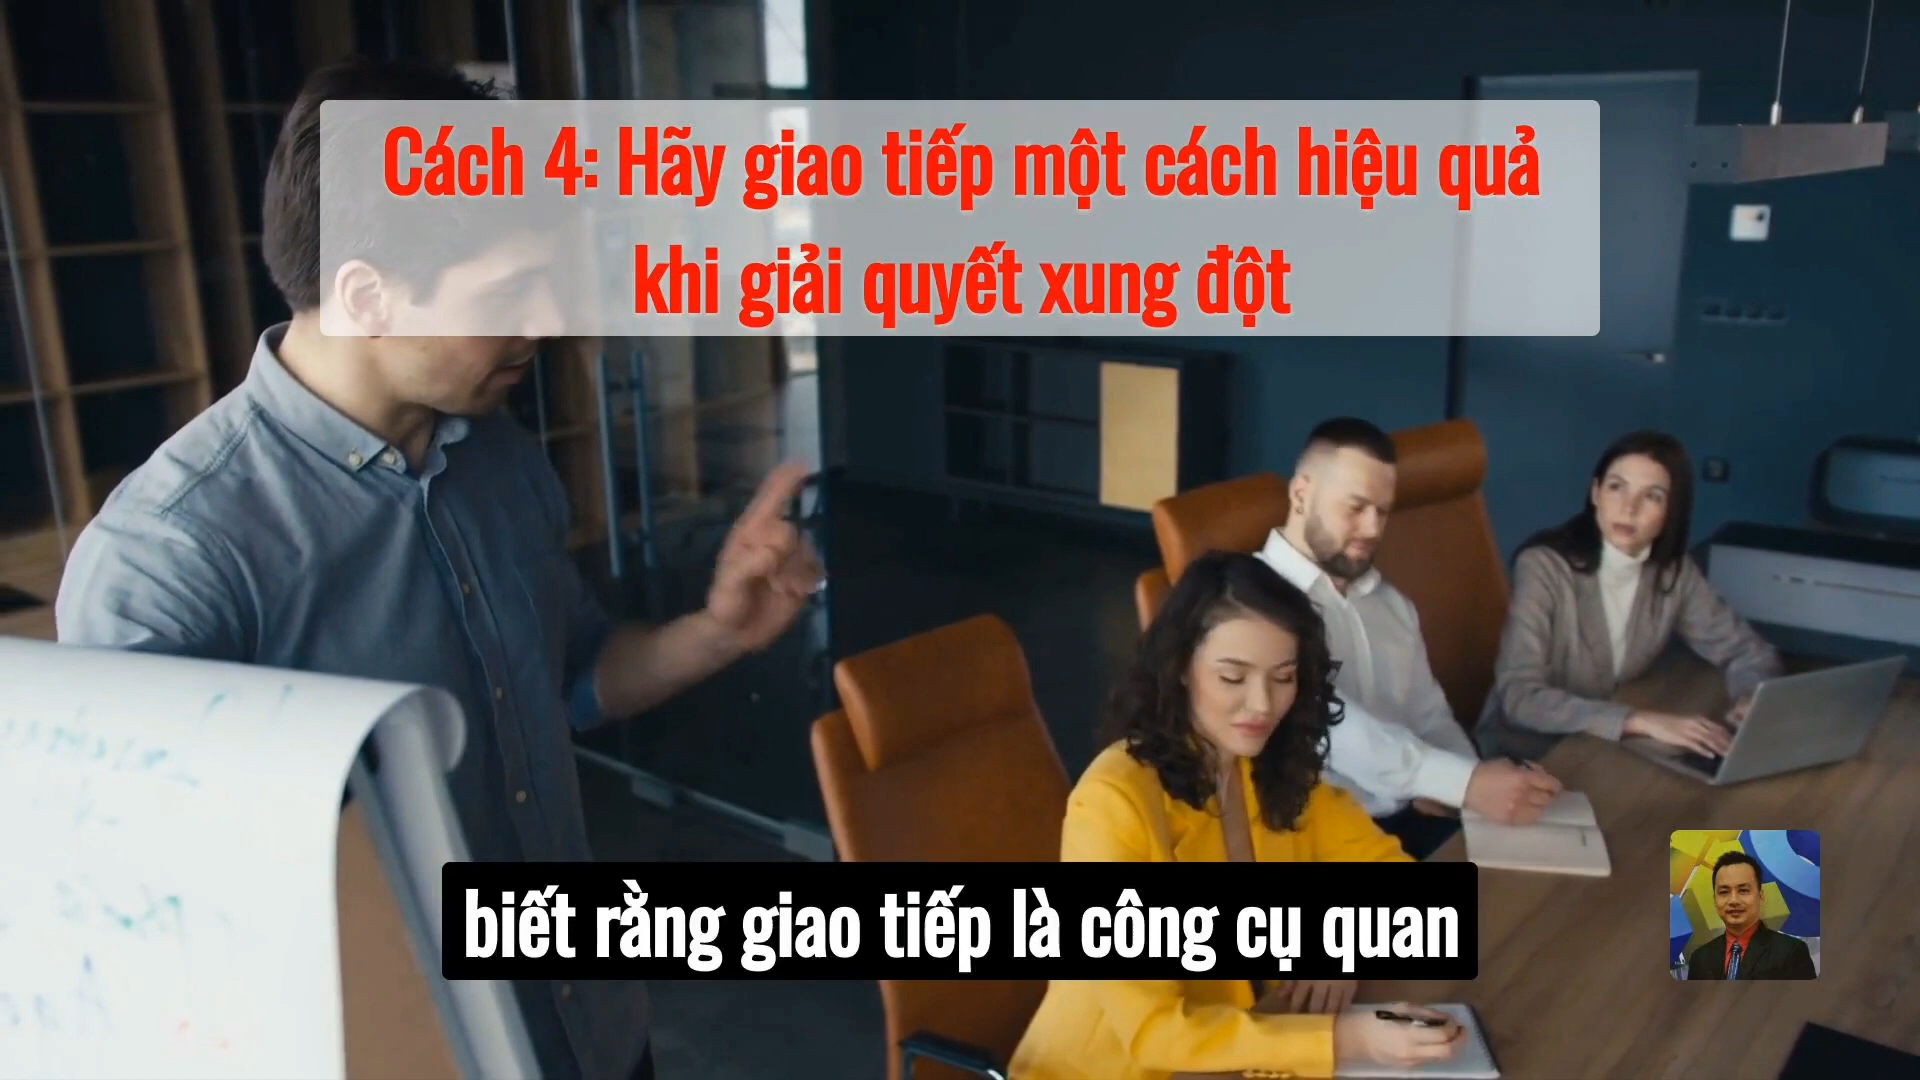 Cách 4: Hãy giao tiếp một cách hiệu quả
khi giải quyết xung đột
biết rằng giao tiếp là công cụ quan